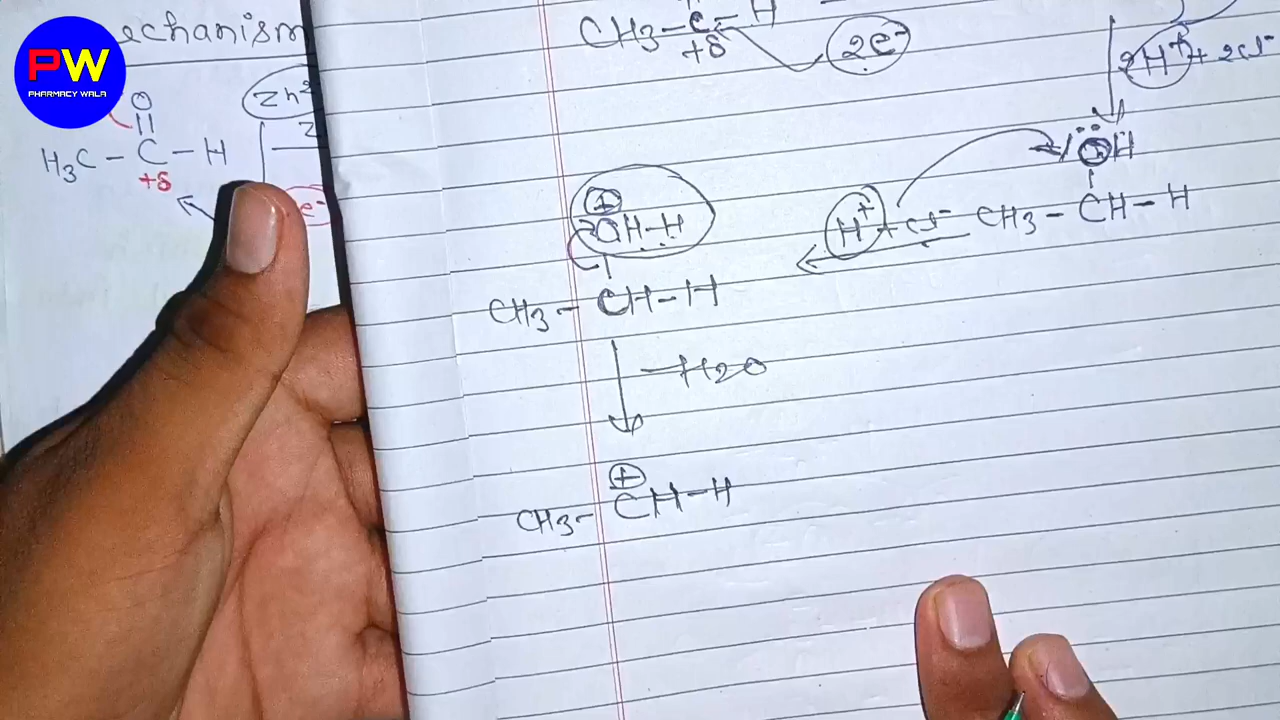 echanism
PW
PHARMACY WALA
O
H3C - C - H
+δ
Zn2
e-
CH3 - C - H
+δ
2e-
2H+ + 2Cl-
OH
CH3 - CH - H
H+ + Cl-
+
OH-H
CH3 - CH - H
-H2O
+
CH3 - CH - H